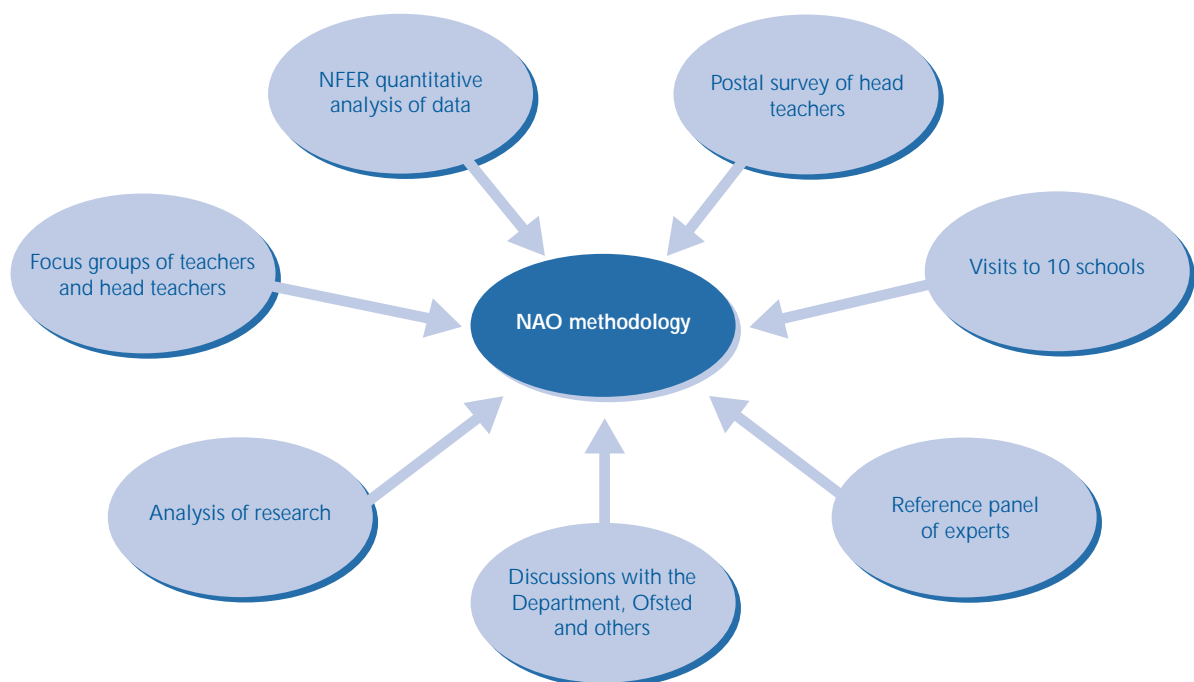 NFER quantitative
analysis of data
Postal survey of head
teachers
Focus groups of teachers
and head teachers
Visits to 10 schools
NAO methodology
Analysis of research
Reference panel
of experts
Discussions with the
Department, Ofsted
and others